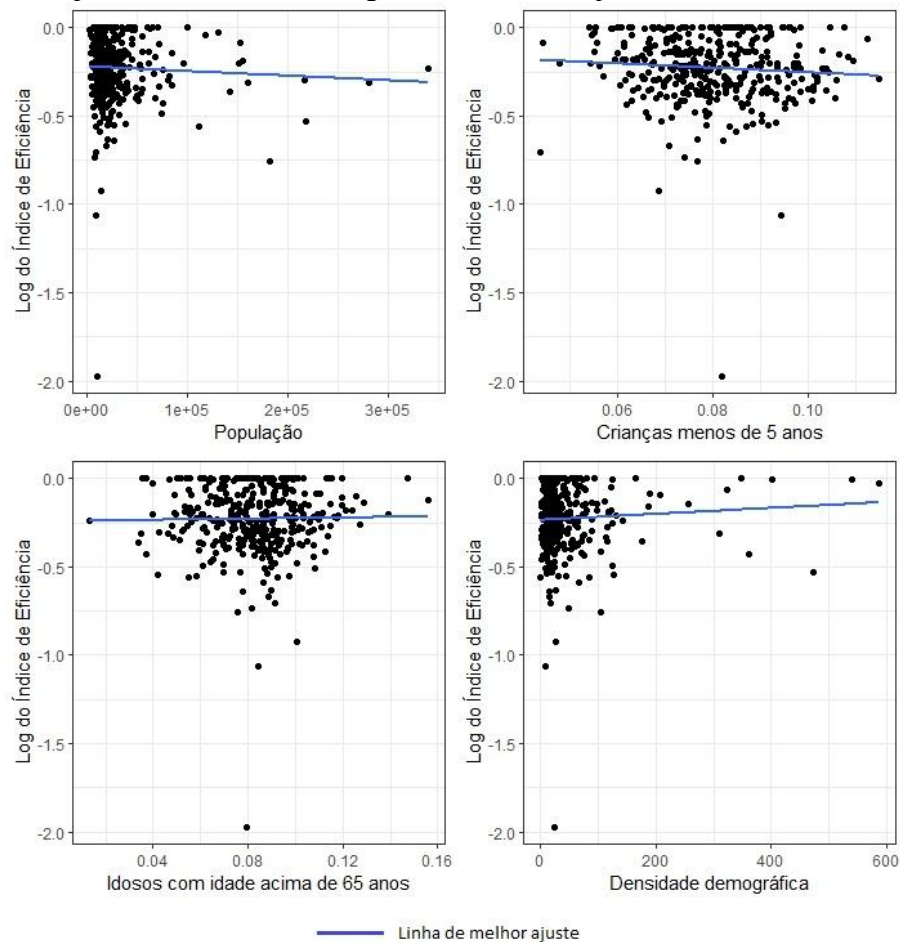 Log do Índice de Eficiência
0.0
-0.5
-1.0
-1.5
-2.0
0e+00 1e+05 2e+05 3e+05
População
Log do Índice de Eficiência
0.0
-0.5
-1.0
-1.5
-2.0
0.06 0.08 0.10
Crianças menos de 5 anos
Log do Índice de Eficiência
0.0
-0.5
-1.0
-1.5
-2.0
0.04 0.08 0.12 0.16
Idosos com idade acima de 65 anos
Log do Índice de Eficiência
0.0
-0.5
-1.0
-1.5
-2.0
0 200 400 600
Densidade demográfica
Linha de melhor ajuste